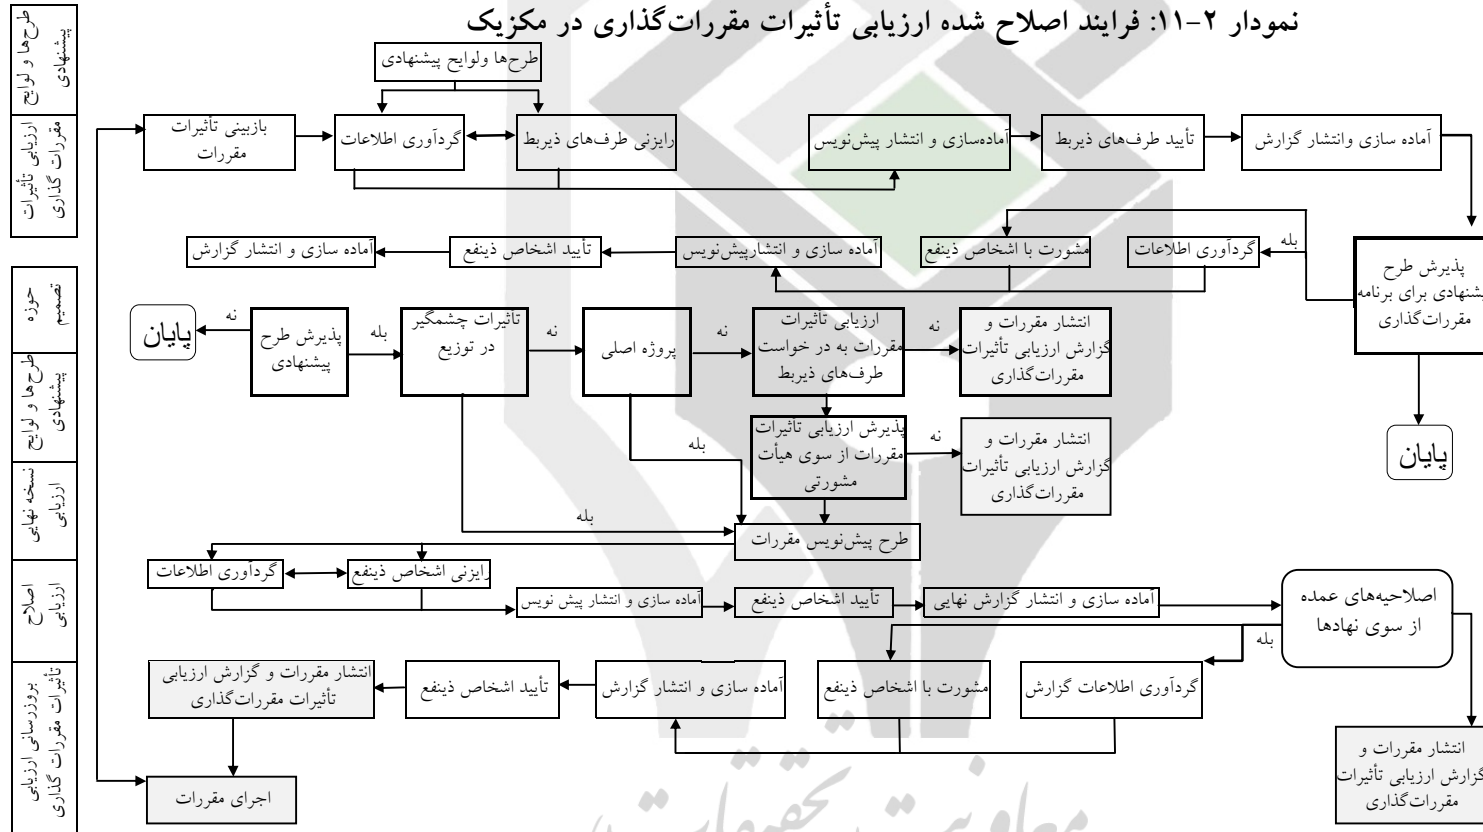 نمودار ۲-۱۱: فرایند اصلاح شده ارزیابی تأثیرات مقررات‌گذاری در مکزیک
طرح‌ها و لوایح
پیشنهادی
ارزیابی تأثیرات
مقررات گذاری
طرح‌ها ولوایح پیشنهادی
آماده سازی وانتشار گزارش
تأیید طرف‌های ذیربط
آماده‌سازی و انتشار پیش‌نویس
رایزنی طرف‌های ذیربط
گردآوری اطلاعات
بازبینی تأثیرات
مقررات
پذیرش طرح
پیشنهادی برای برنامه
مقررات‌گذاری
بله
گردآوری اطلاعات
مشورت با اشخاص ذینفع
آماده سازی و انتشارپیش‌نویس
تأیید اشخاص ذینفع
آماده سازی و انتشار گزارش
پایان
حوزه
تصمیم
طرح‌ها و لوایح
پیشنهادی
نسخه نهایی
ارزیابی
اصلاح
ارزیابی
بروزرسانی ارزیابی
تأثیرات مقررات گذاری
پایان
نه
پذیرش طرح
پیشنهادی
بله
تأثیرات چشمگیر
در توزیع
نه
پروژه اصلی
نه
ارزیابی تأثیرات
مقررات به در خواست
طرف‌های ذیربط
نه
انتشار مقررات و
گزارش ارزیابی تأثیرات
مقررات‌گذاری
بله
پذیرش ارزیابی تأثیرات
مقررات از سوی هیأت
مشورتی
نه
انتشار مقررات و
گزارش ارزیابی تأثیرات
مقررات‌گذاری
بله
طرح پیش‌نویس مقررات
رایزنی اشخاص ذینفع
گردآوری اطلاعات
آماده سازی و انتشار پیش نویس
تأیید اشخاص ذینفع
آماده سازی و انتشار گزارش نهایی
اصلاحیه‌های عمده
از سوی نهادها
بله
گردآوری اطلاعات گزارش
مشورت با اشخاص ذینفع
آماده سازی و انتشار گزارش
تأیید اشخاص ذینفع
انتشار مقررات و گزارش ارزیابی
تأثیرات مقررات‌گذاری
انتشار مقررات و
گزارش ارزیابی تأثیرات
مقررات‌گذاری
اجرای مقررات
معاونت تحقیقات